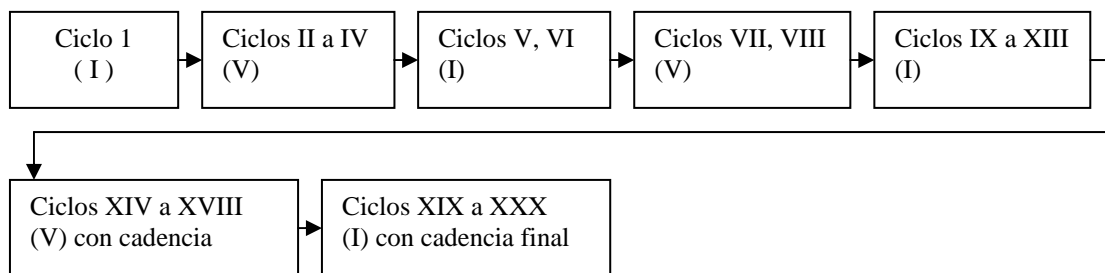 Ciclo 1
( I )
Ciclos II a IV
(V)
Ciclos V, VI
(I)
Ciclos VII, VIII
(V)
Ciclos IX a XIII
(I)
Ciclos XIV a XVIII
(V) con cadencia
Ciclos XIX a XXX
(I) con cadencia final